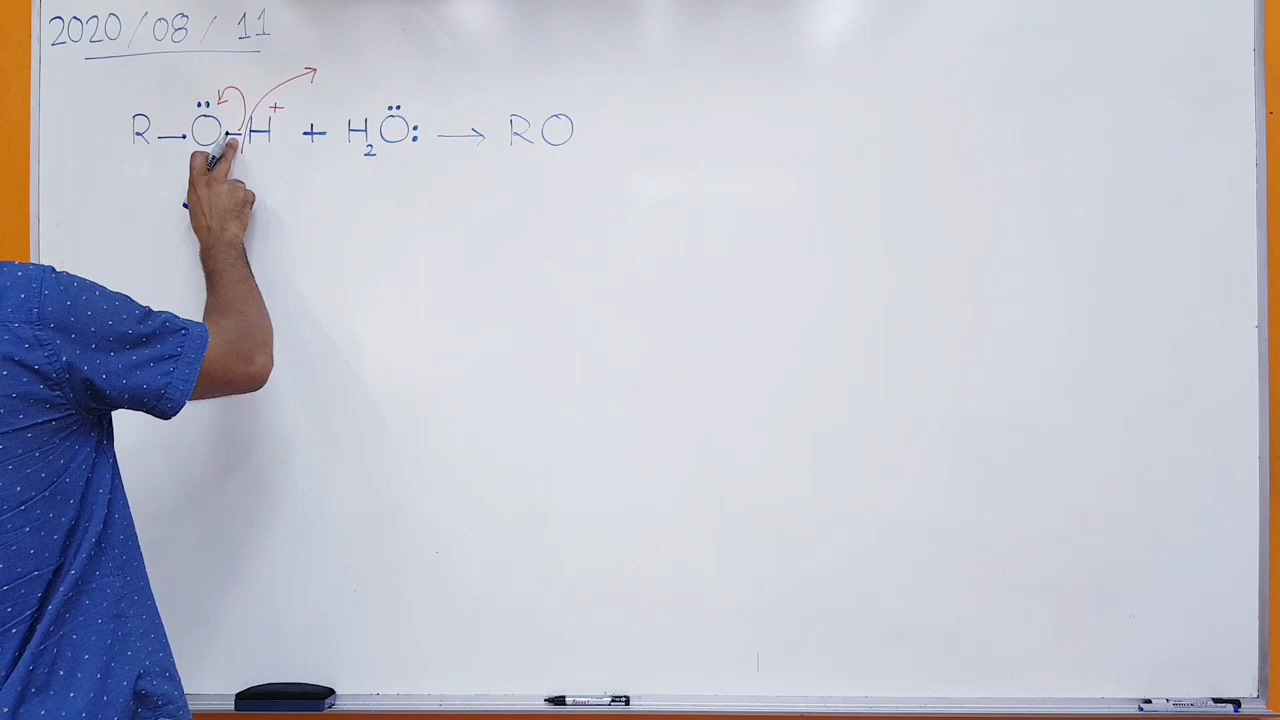 2020/08/11
R-Ö-H⁺ + H₂Ö: → RO